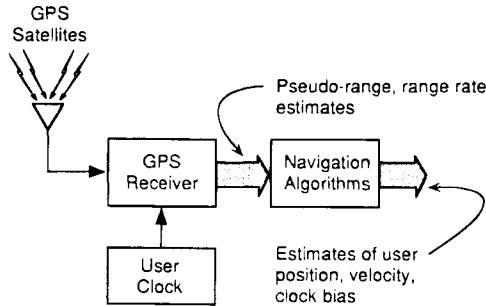 GPS
Satellites
Pseudo-range, range rate
estimates
GPS
Receiver
Navigation
Algorithms
User
Clock
Estimates of user
position, velocity,
clock bias